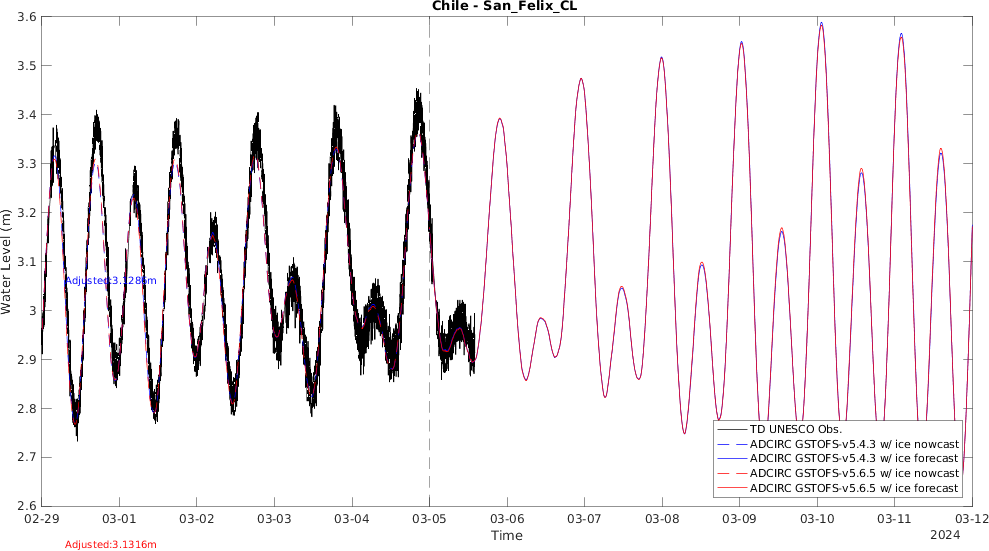 Chile - San_Felix_CL
3.6
3.5
3.4
3.3
3.2
3.1
3
2.9
2.8
2.7
2.6
Water Level (m)
Adjusted:3.1286m
TD UNESCO Obs.
ADCIRC GSTOFS-v5.4.3 w/ ice nowcast
ADCIRC GSTOFS-v5.4.3 w/ ice forecast
ADCIRC GSTOFS-v5.6.5 w/ ice nowcast
ADCIRC GSTOFS-v5.6.5 w/ ice forecast
02-29 03-01 03-02 03-03 03-04 03-05 03-06 03-07 03-08 03-09 03-10 03-11 03-12
Time
2024
Adjusted:3.1316m